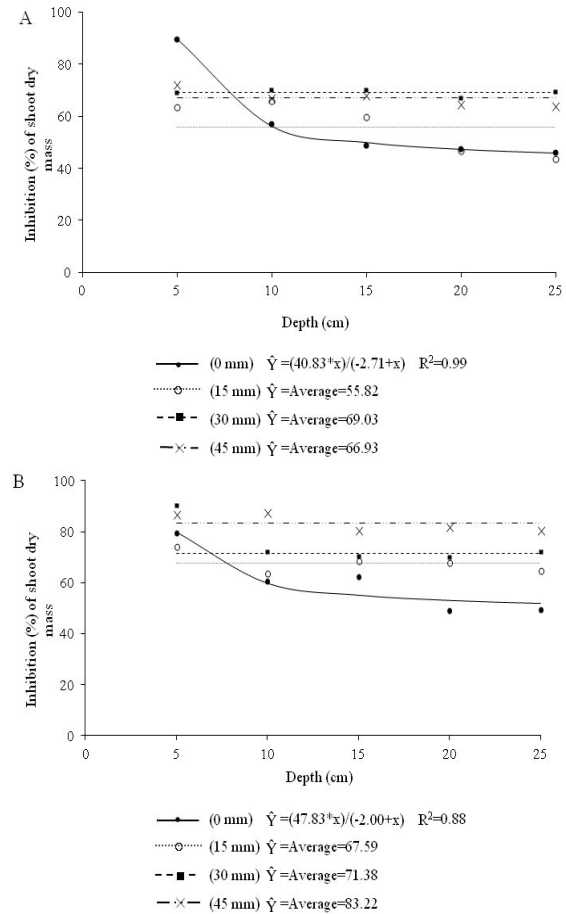 A
Inhibition (%) of shoot dry
mass
100
80
60
40
20
0
0 5 10 15 20 25
Depth (cm)
(0 mm) Ŷ =(40.83*x)/(-2.71+x) R²=0.99
(15 mm) Ŷ =Average=55.82
(30 mm) Ŷ =Average=69.03
(45 mm) Ŷ =Average=66.93
B
Inhibition (%) of shoot dry
mass
100
80
60
40
20
0
0 5 10 15 20 25
Depth (cm)
(0 mm) Ŷ =(47.83*x)/(-2.00+x) R²=0.88
(15 mm) Ŷ =Average=67.59
(30 mm) Ŷ =Average=71.38
(45 mm) Ŷ =Average=83.22